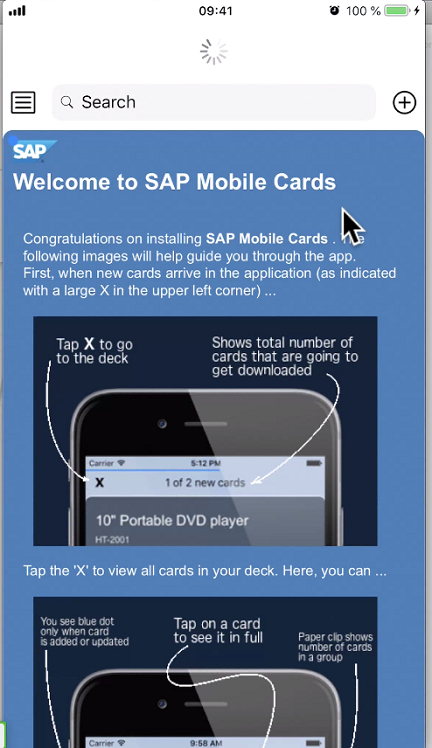 09:41
100 %
Search
SAP
Welcome to SAP Mobile Cards
Congratulations on installing SAP Mobile Cards .
following images will help guide you through the app.
First, when new cards arrive in the application (as indicated
with a large X in the upper left corner) ...
Tap X to go
to the deck
Shows total number of
cards that are going to
get downloaded
Carrier
5:12 PM
X
1 of 2 new cards
10" Portable DVD player
HT-2001
Tap the 'X' to view all cards in your deck. Here, you can ...
You see blue dot
only when card
is added or updated
Tap on a card
to see it in full
Paper clip shows
number of cards
in a group
Carrier
9:58 AM